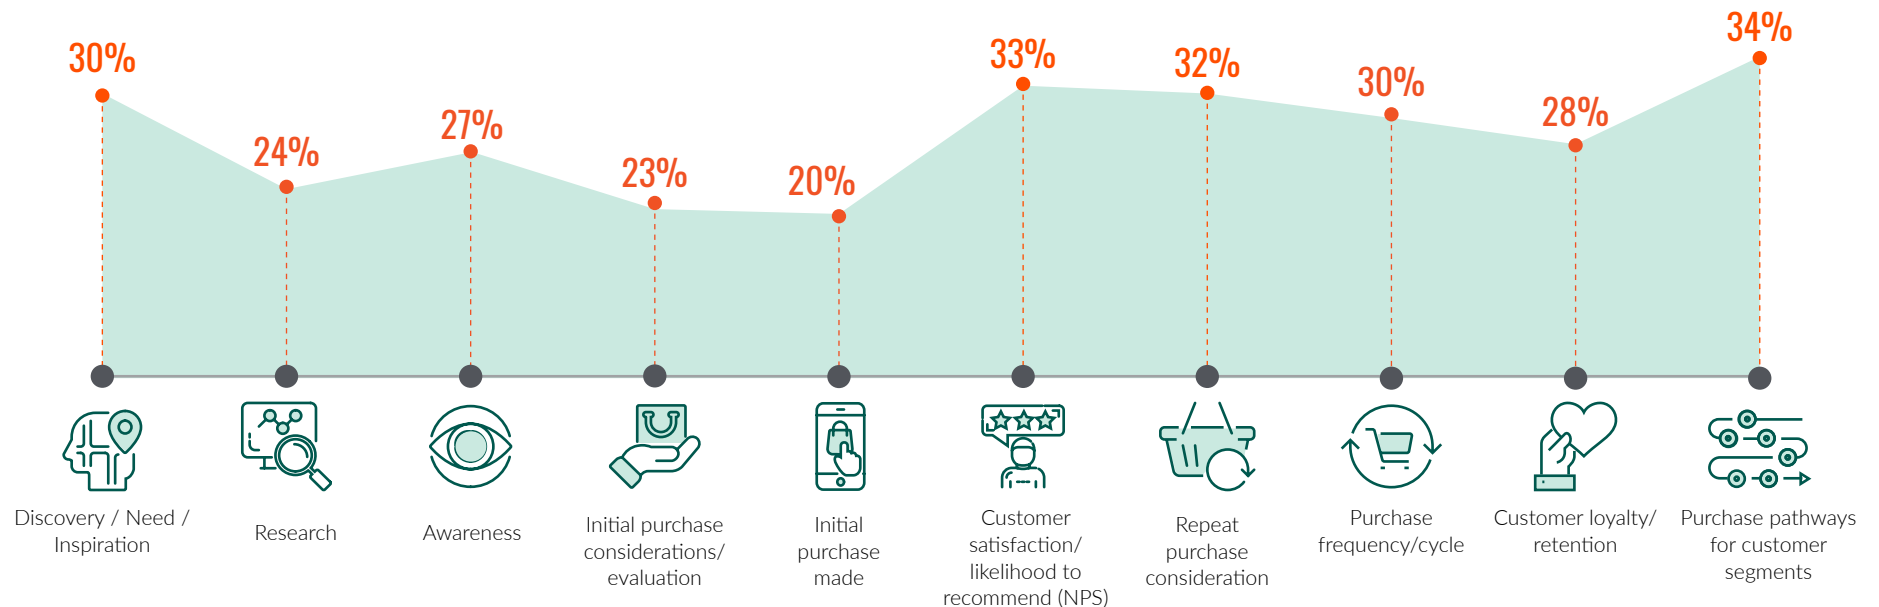 30%
24%
27%
23%
20%
33%
32%
30%
28%
34%
Discovery / Need /
Inspiration
Research
Awareness
Initial purchase
considerations/
evaluation
Initial
purchase
made
Customer
satisfaction/
likelihood to
recommend (NPS)
Repeat
purchase
consideration
Purchase
frequency/cycle
Customer loyalty/
retention
Purchase pathways
for customer
segments